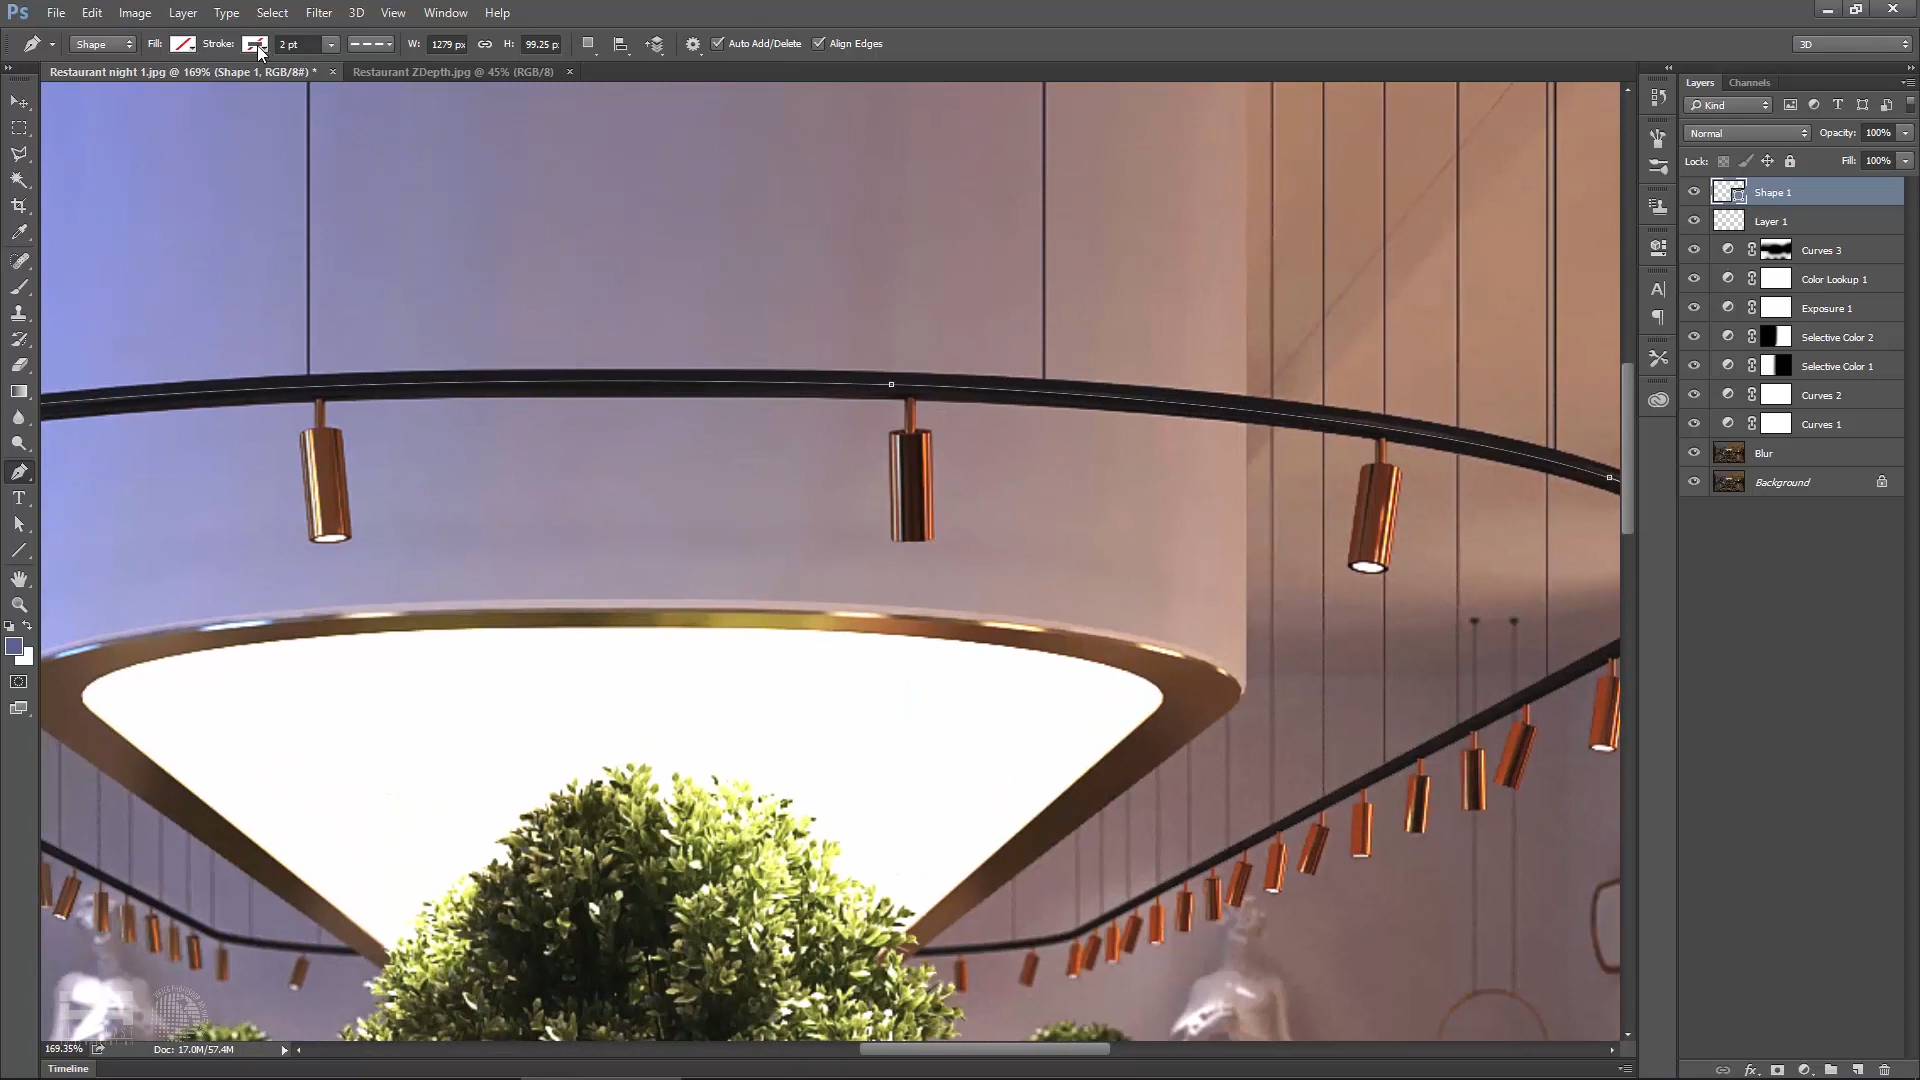 Ps File Edit Image Layer Type Select Filter 3D View Window Help
Shape Fill: Stroke: 2 pt W: 1279 px H: 99.25 p: Auto Add/Delete Align Edges 3D
Restaurant night 1.jpg @ 169% (Shape 1, RGB/8#) * × Restaurant ZDepth.jpg @ 45% (RGB/8) ×
Layers Channels
Kind
Normal Opacity: 100%
Lock: Fill: 100%
Shape 1
Layer 1
Curves 3
Color Lookup 1
Exposure 1
Selective Color 2
Selective Color 1
Curves 2
Curves 1
Blur
Background
169.35% Doc: 17.0M/57.4M
Timeline